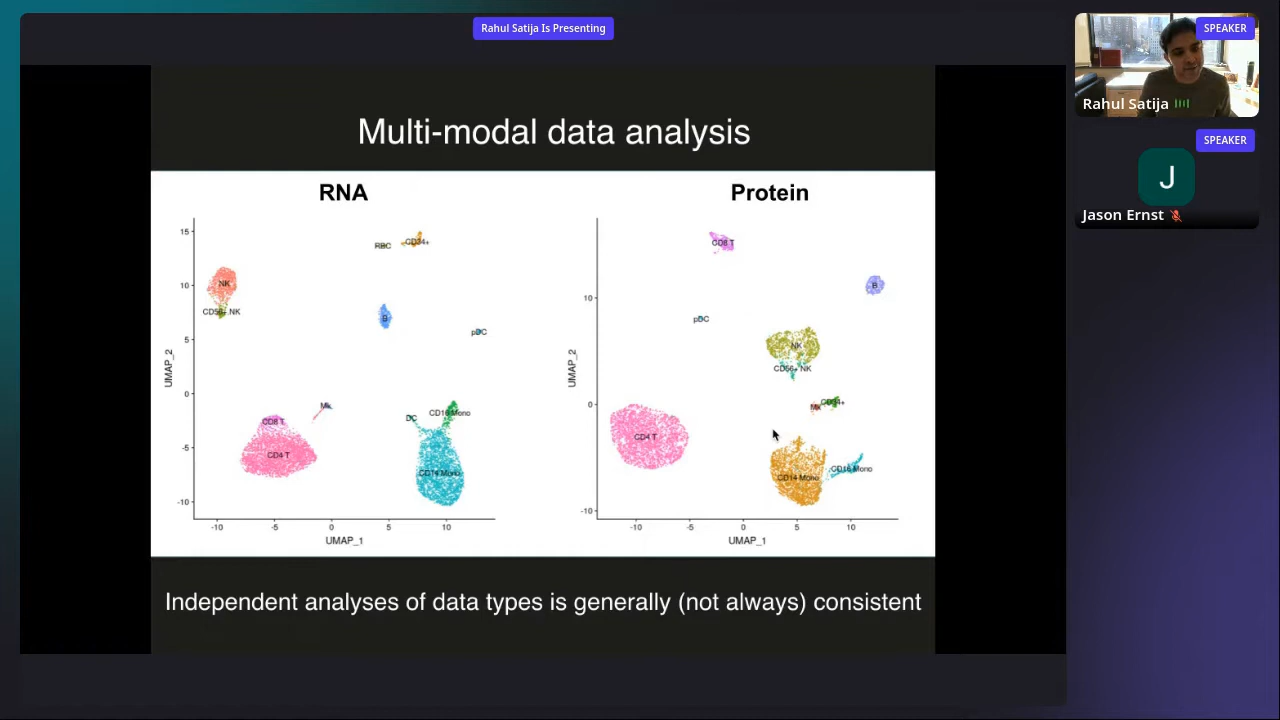 Rahul Satija Is Presenting
SPEAKER
Rahul Satija
SPEAKER
J
Jason Ernst
Multi-modal data analysis
RNA
Protein
15
10
5
0
-5
-10
UMAP_2
-10
-5
0
5
10
UMAP_1
RBC
CD34+
NK
CD56+ NK
B
pDC
Mk
DC
CD16 Mono
CD8 T
CD4 T
CD14 Mono
10
0
-10
UMAP_2
-10
-5
0
5
10
UMAP_1
CD8 T
B
pDC
NK
CD56+ NK
Mk
CD34+
CD4 T
CD16 Mono
CD14 Mono
Independent analyses of data types is generally (not always) consistent